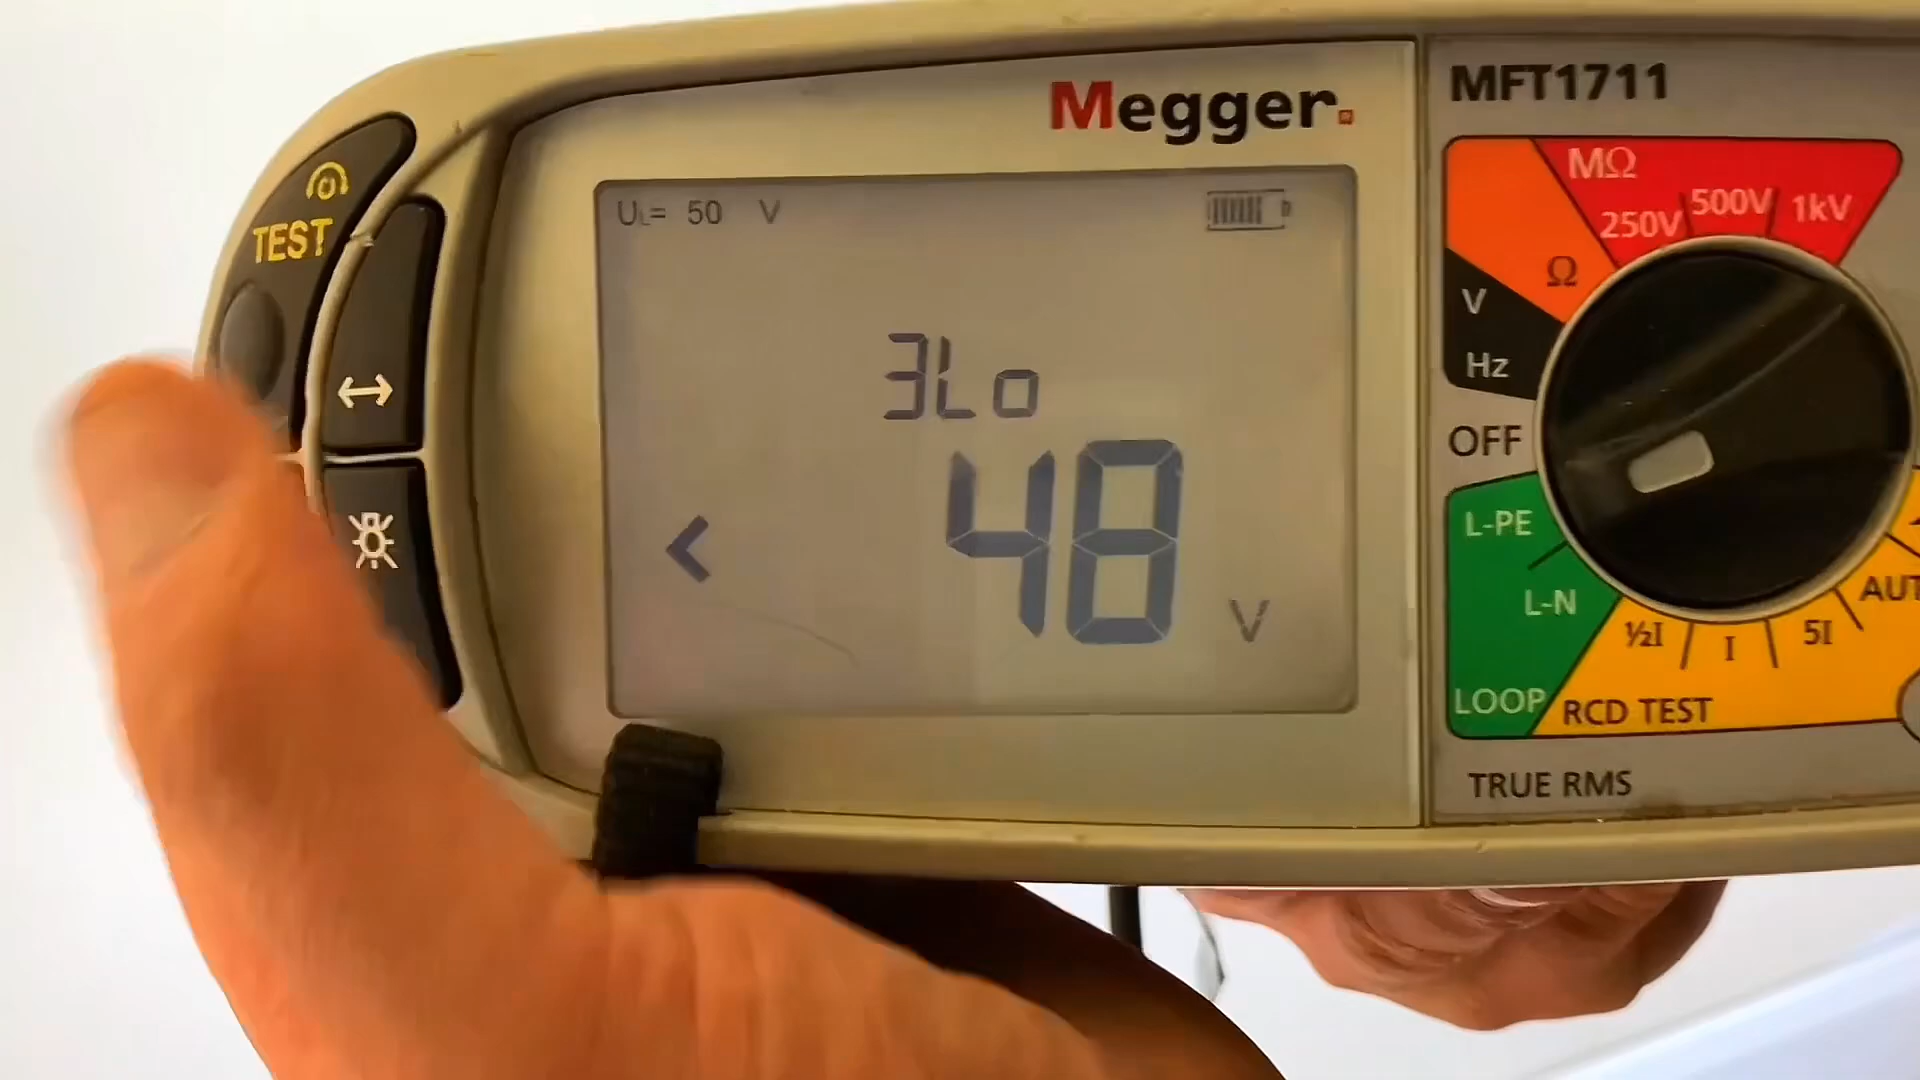 Megger.
MFT1711
TEST
UL= 50 V
3Lo
< 48 V
MΩ
250V
500V
1kV
Ω
V
Hz
OFF
L-PE
L-N
LOOP
½I
I
5I
RCD TEST
TRUE RMS